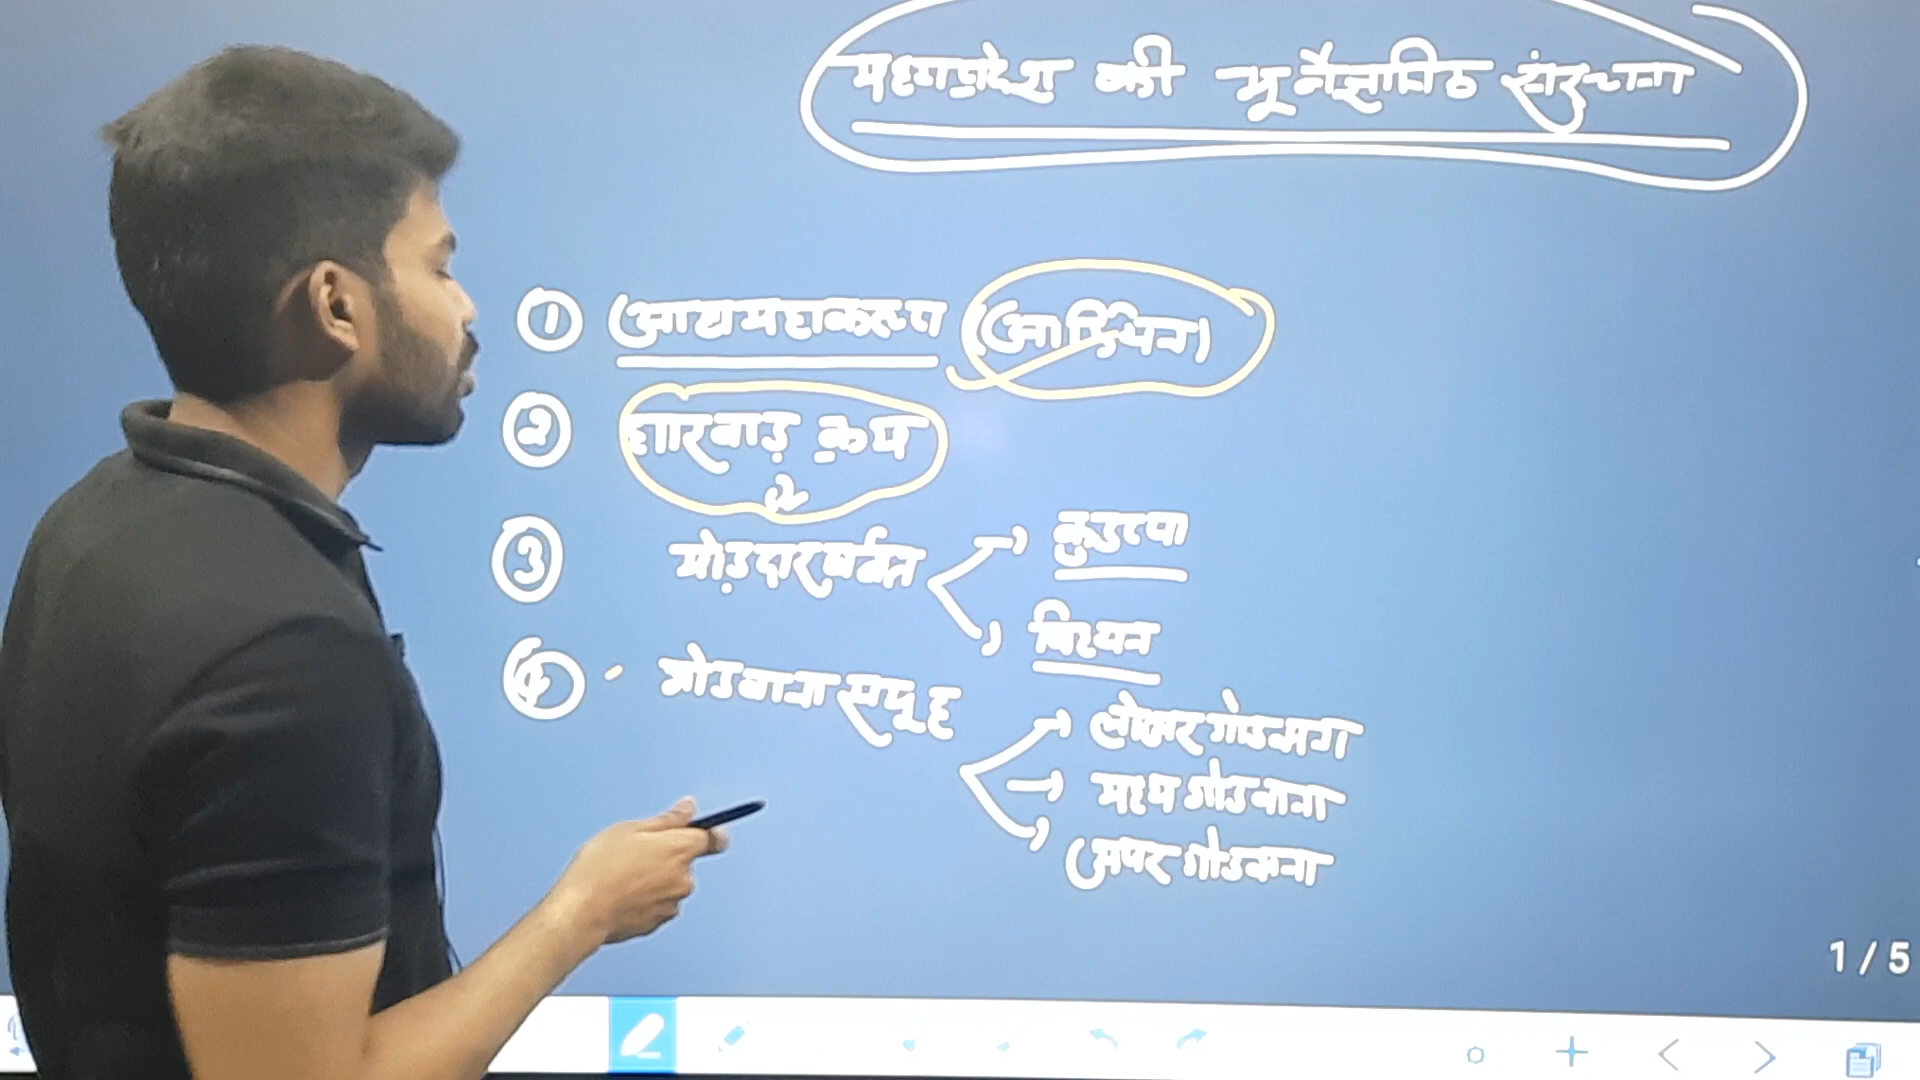 मध्यप्रदेश की भू वैज्ञानिक संरचना
① आद्यमहाकल्प (आर्कियन)
② धारवाड़ क्रम
③ कुडप्पा
विंध्यन
④ गोंडवाना समूह
लोअर गोंडवाना
मध्य गोंडवाना
अपर गोंडवाना
1 / 5